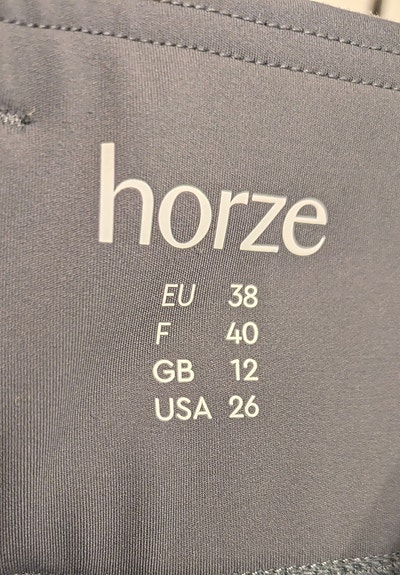 horze
EU 38
F 40
GB 12
USA 26